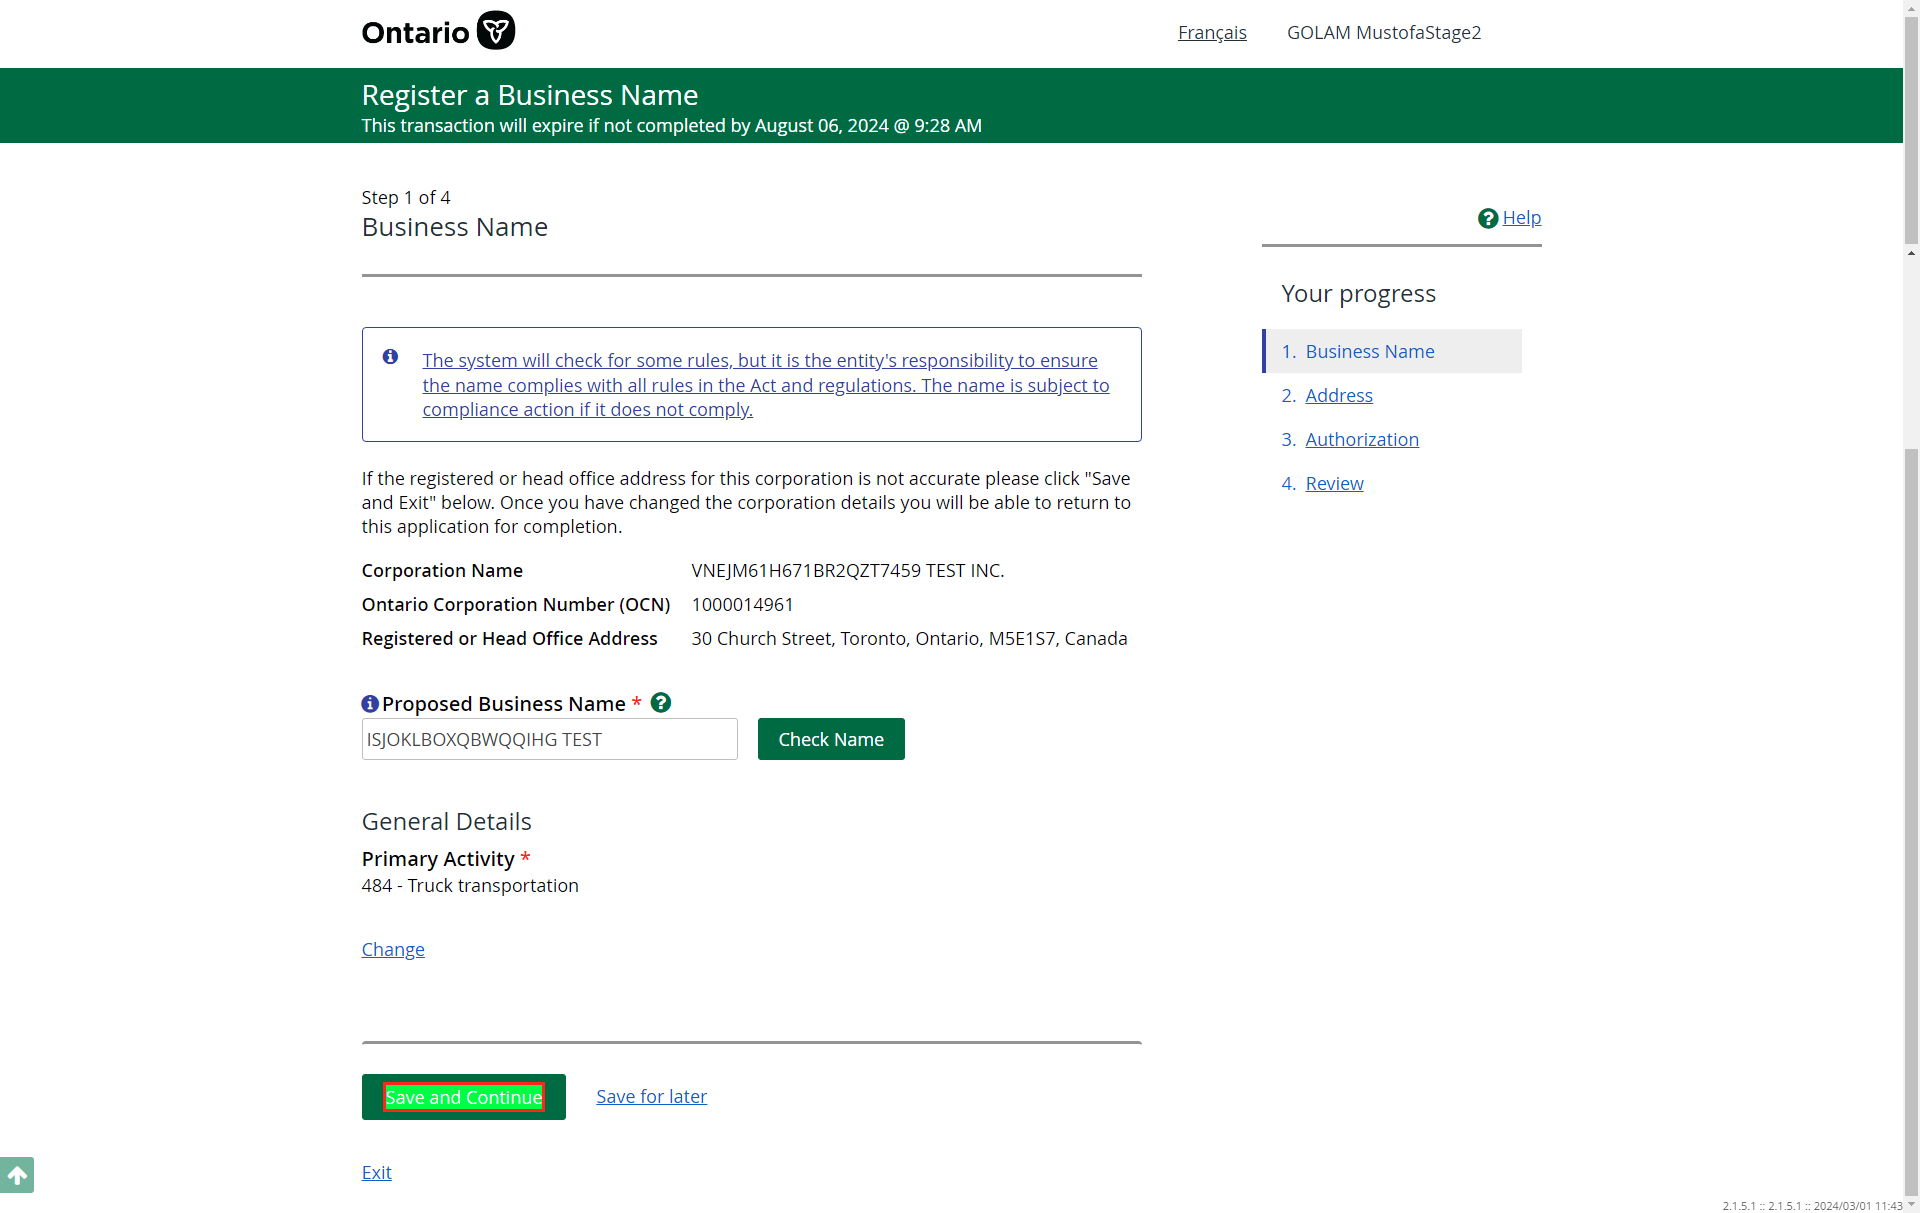 Ontario
Français
GOLAM MustofaStage2
Register a Business Name
This transaction will expire if not completed by August 06, 2024 @ 9:28 AM
Step 1 of 4
Business Name
Help
Your progress
1. Business Name
2. Address
3. Authorization
4. Review
The system will check for some rules, but it is the entity's responsibility to ensure
the name complies with all rules in the Act and regulations. The name is subject to
compliance action if it does not comply.
If the registered or head office address for this corporation is not accurate please click "Save
and Exit" below. Once you have changed the corporation details you will be able to return to
this application for completion.
Corporation Name VNEJM61H671BR2QZT7459 TEST INC.
Ontario Corporation Number (OCN) 1000014961
Registered or Head Office Address 30 Church Street, Toronto, Ontario, M5E1S7, Canada
Proposed Business Name *
ISJOKLBOXQBWQQIHG TEST
Check Name
General Details
Primary Activity *
484 - Truck transportation
Change
Save and Continue
Save for later
Exit
2.1.5.1 :: 2.1.5.1 :: 2024/03/01 11:43